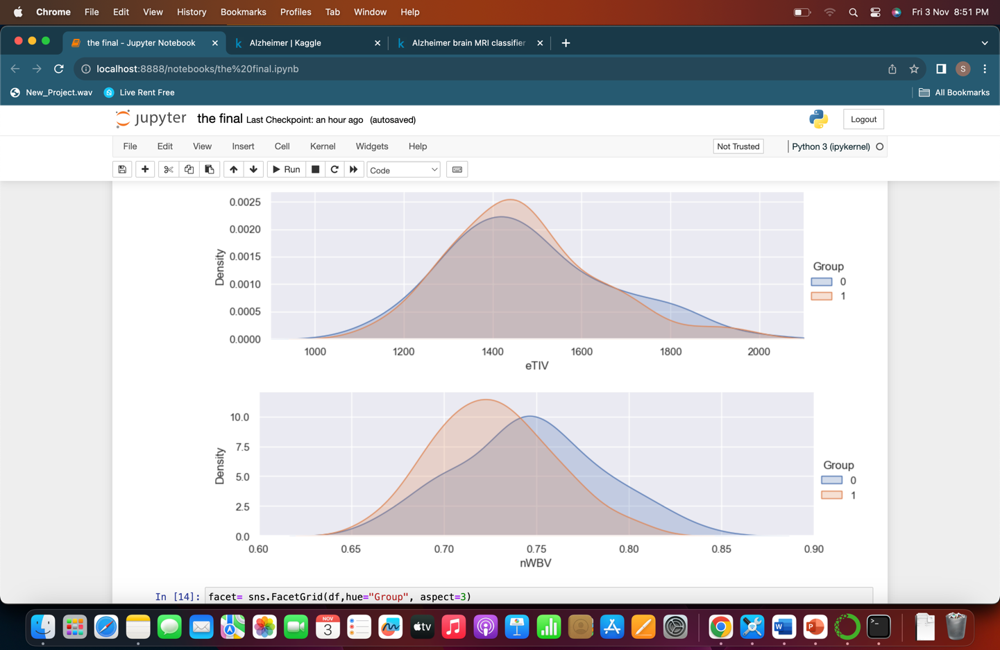 Chrome File Edit View History Bookmarks Profiles Tab Window Help Fri 3 Nov 8:51 PM
the final - Jupyter Notebook Alzheimer | Kaggle Alzheimer brain MRI classifier
localhost:8888/notebooks/the%20final.ipynb S
New_Project.wav Live Rent Free All Bookmarks
jupyter the final Last Checkpoint: an hour ago (autosaved) Logout
File Edit View Insert Cell Kernel Widgets Help Not Trusted Python 3 (ipykernel)
Run Code
0.0025
0.0020
0.0015
0.0010
0.0005
0.0000
Density
1000 1200 1400 1600 1800 2000
eTIV
Group
0
1
10.0
7.5
5.0
2.5
0.0
Density
0.60 0.65 0.70 0.75 0.80 0.85 0.90
nWBV
Group
0
1
In [14]: facet= sns.FacetGrid(df,hue="Group", aspect=3)
NOV
3
tv
W
P